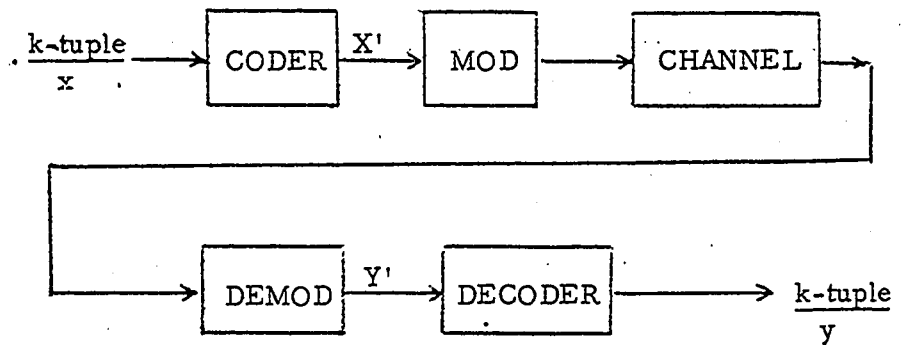 k-tuple
x
CODER
X'
MOD
CHANNEL
DEMOD
Y'
DECODER
k-tuple
y